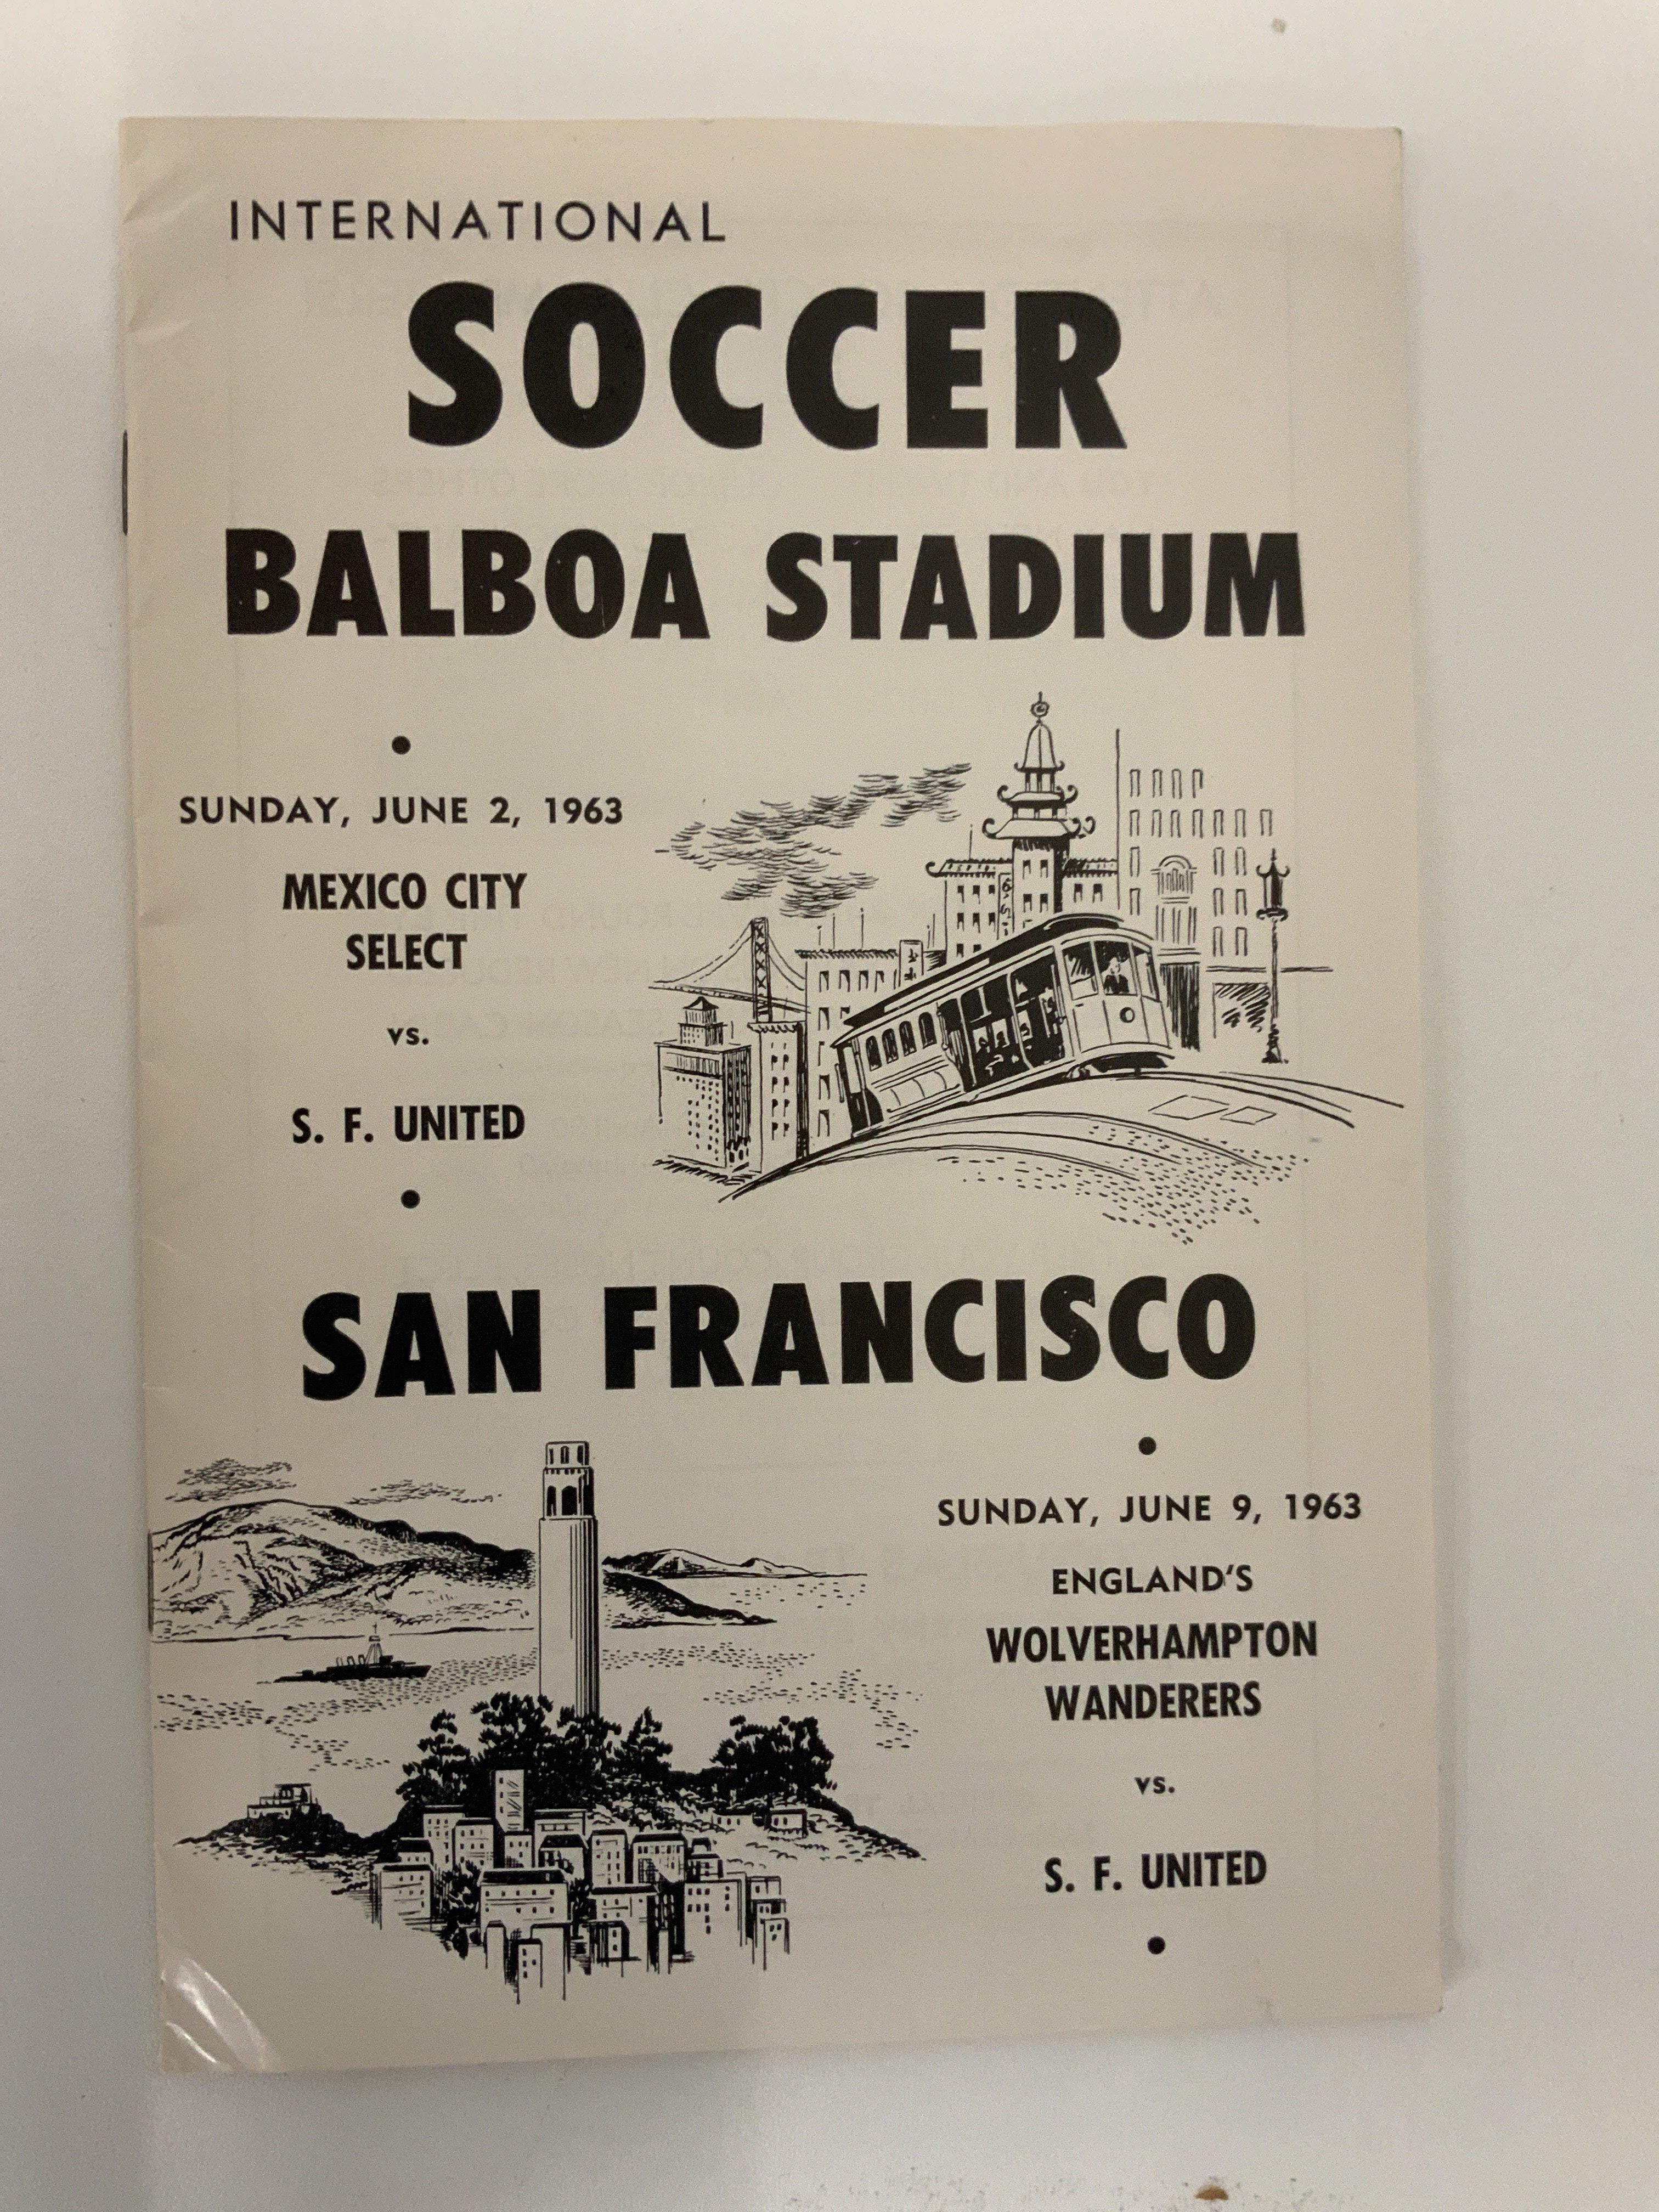 INTERNATIONAL
SOCCER
BALBOA STADIUM
SUNDAY, JUNE 2, 1963
MEXICO CITY
SELECT
vs.
S. F. UNITED
SAN FRANCISCO
SUNDAY, JUNE 9, 1963
ENGLAND'S
WOLVERHAMPTON
WANDERERS
vs.
S. F. UNITED